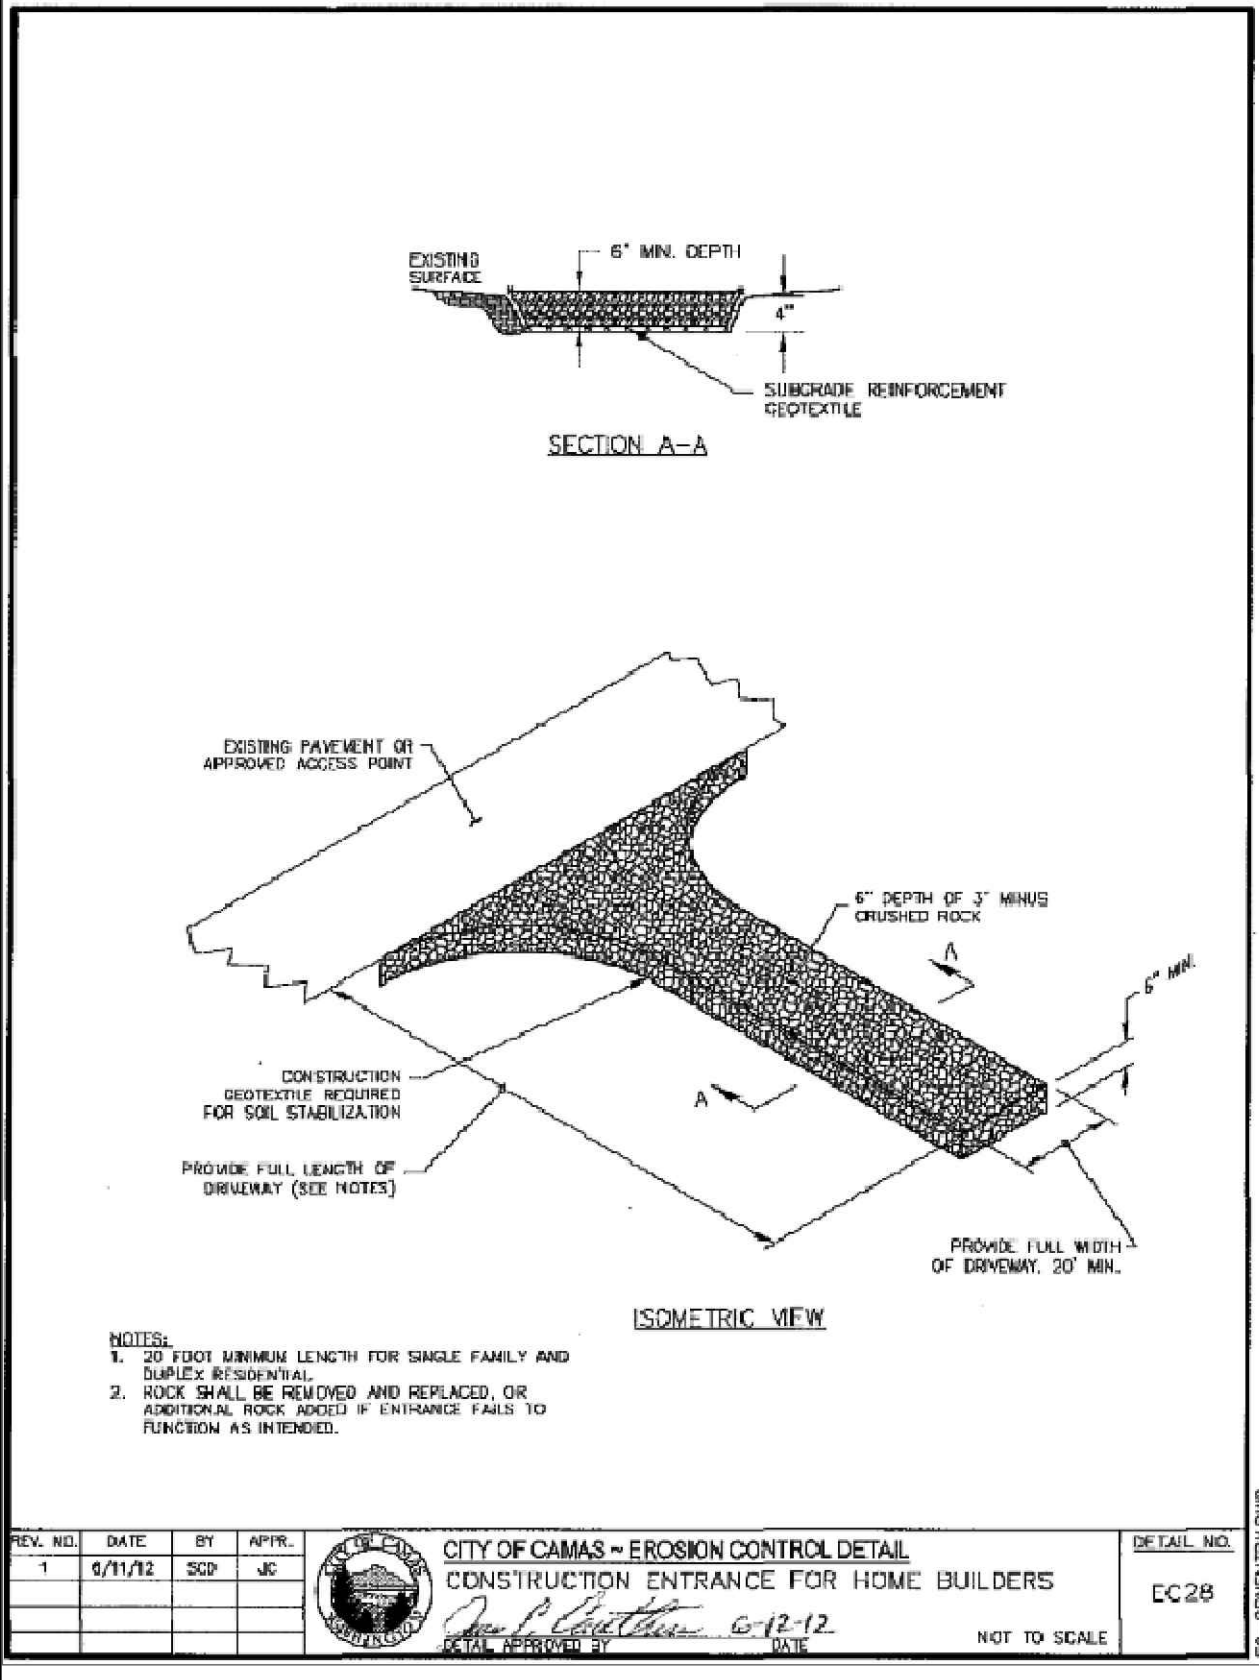 EXISTING
SURFACE
6" MIN. DEPTH
4"
SUBGRADE REINFORCEMENT
GEOTEXTILE
SECTION A-A
EXISTING PAVEMENT OR
APPROVED ACCESS POINT
6" DEPTH OF 3" MINUS
CRUSHED ROCK
A
6" MIN.
CONSTRUCTION
GEOTEXTILE REQUIRED
FOR SOIL STABILIZATION
A
PROVIDE FULL LENGTH OF
DRIVEWAY (SEE NOTES)
PROVIDE FULL WIDTH
OF DRIVEWAY. 20' MIN.
ISOMETRIC VIEW
NOTES:
1. 20 FOOT MINIMUM LENGTH FOR SINGLE FAMILY AND
DUPLEX RESIDENTIAL.
2. ROCK SHALL BE REMOVED AND REPLACED, OR
ADDITIONAL ROCK ADDED IF ENTRANCE FAILS TO
FUNCTION AS INTENDED.
REV. NO. DATE BY APPR.
1 6/11/12 SCD JC
CITY OF CAMAS
WASHINGTON
CITY OF CAMAS ~ EROSION CONTROL DETAIL
CONSTRUCTION ENTRANCE FOR HOME BUILDERS
6-12-12
DETAIL APPROVED BY DATE
NOT TO SCALE
DETAIL NO.
EC28